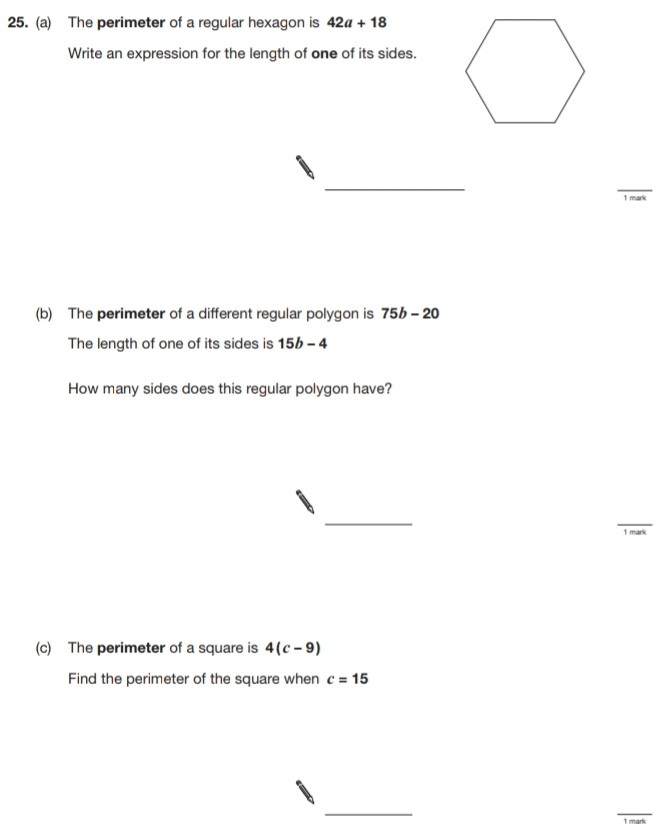 25. (a) The perimeter of a regular hexagon is 42a + 18
Write an expression for the length of one of its sides.
1 mark
(b) The perimeter of a different regular polygon is 75b – 20
The length of one of its sides is 15b – 4
How many sides does this regular polygon have?
1 mark
(c) The perimeter of a square is 4(c – 9)
Find the perimeter of the square when c = 15
1 mark